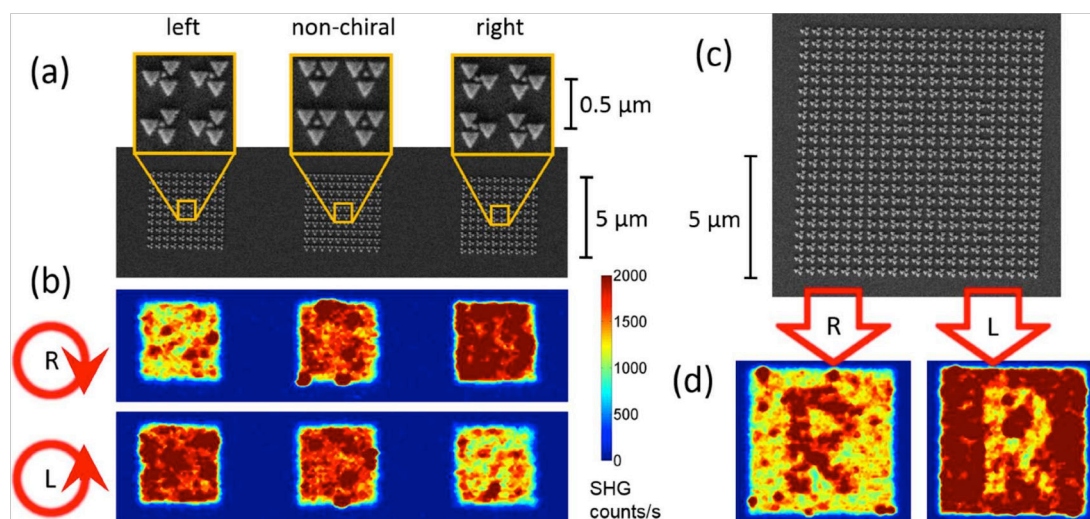 left non-chiral right
(a)
0.5 µm
5 µm
(b)
R
L
2000
1500
1000
500
0
SHG
counts/s
(c)
5 µm
R L
(d)
R R